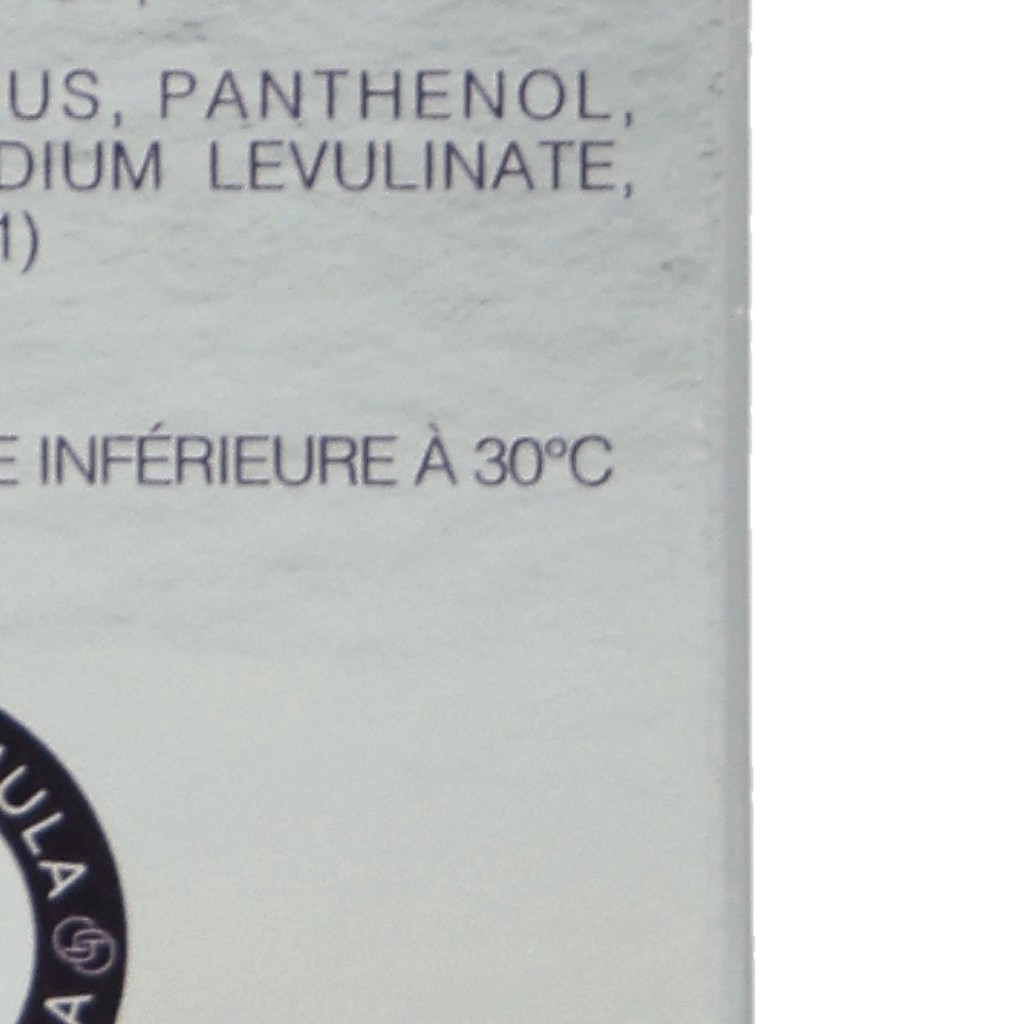 US, PANTHENOL,
DIUM LEVULINATE,
1)
E INFÉRIEURE À 30°C
ULA
A